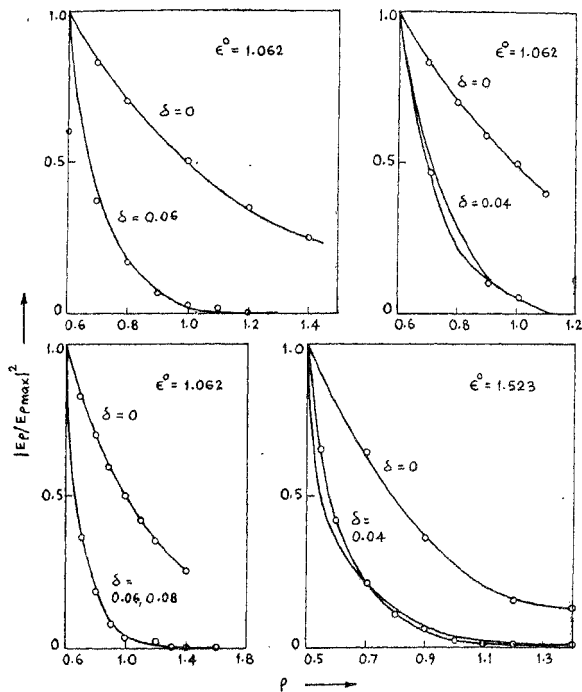 1.0
ϵ° = 1.062
δ = 0
0.5
δ = 0.06
0
0.6 0.8 1.0 1.2 1.4
1.0
ϵ° = 1.062
δ = 0
0.5
δ = 0.04
0
0.6 0.8 1.0 1.2
|Eρ/Eρmax|²
1.0
ϵ° = 1.062
δ = 0
0.5
δ =
0.06, 0.08
0
0.6 1.0 1.4 1.8
1.0
ϵ° = 1.523
δ = 0
0.5
δ =
0.04
0
0.5 0.7 0.9 1.1 1.4
ρ